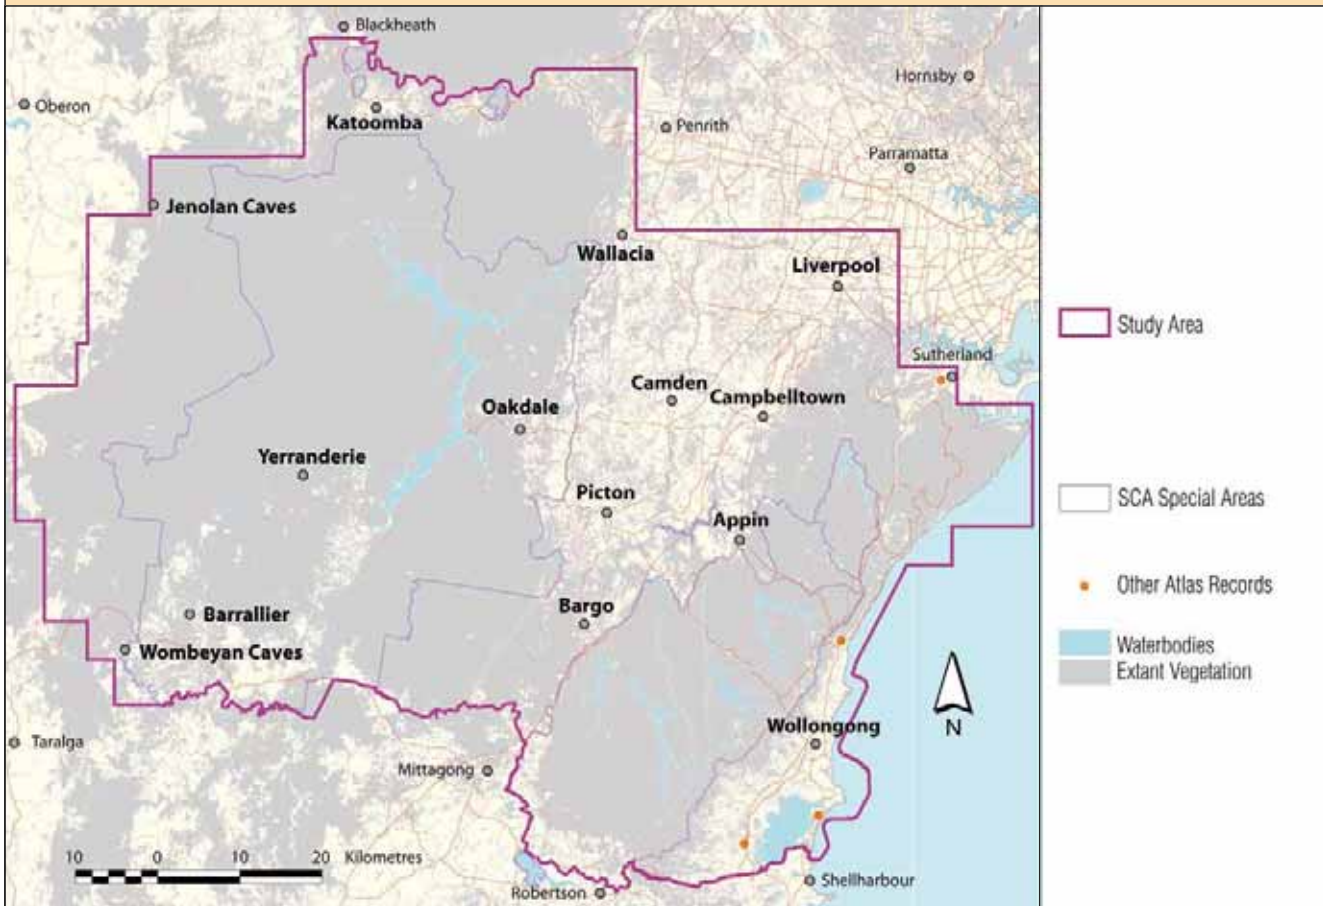 Blackheath
Hornsby
Oberon
Katoomba
Penrith
Parramatta
Jenolan Caves
Wallacia
Liverpool
Study Area
Sutherland
Camden
Campbelltown
Oakdale
Yerranderie
Picton
SCA Special Areas
Appin
Other Atlas Records
Bargo
Barrallier
Waterbodies
Wombeyan Caves
Extant Vegetation
N
Wollongong
Taralga
Mittagong
10 0 10 20 Kilometres
Shellharbour
Robertson